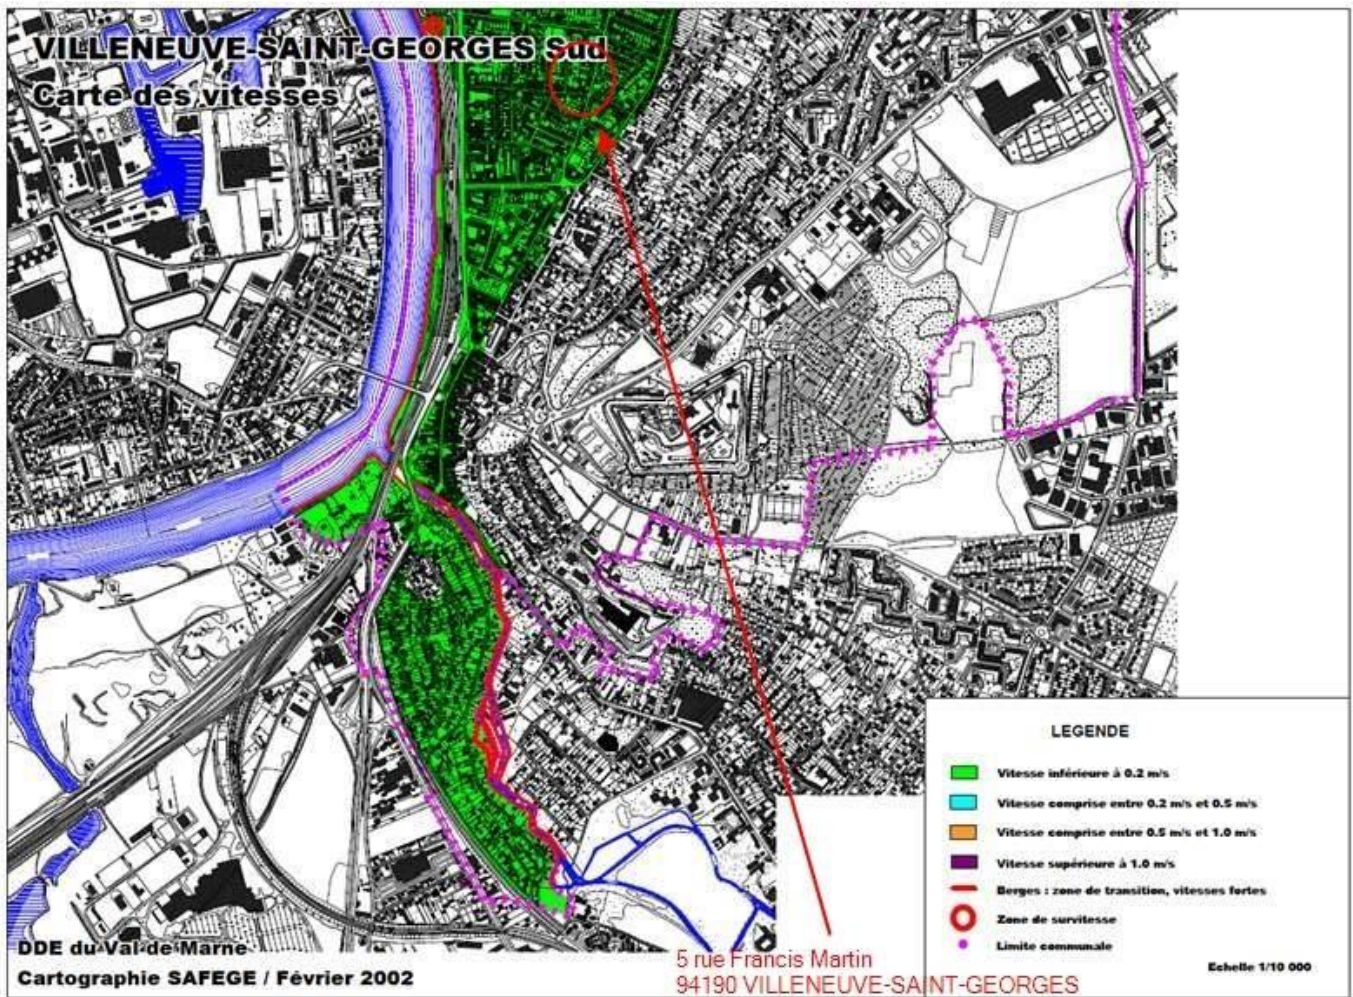 VILLENEUVE-SAINT-GEORGES Sud
Carte des vitesses
LEGENDE
Vitesse inférieure à 0.2 m/s
Vitesse comprise entre 0.2 m/s et 0.5 m/s
Vitesse comprise entre 0.5 m/s et 1.0 m/s
Vitesse supérieure à 1.0 m/s
Berges : zone de transition, vitesses fortes
Zone de survitesse
Limite communale
Echelle 1/10 000
DDE du Val de Marne
Cartographie SAFEGE / Février 2002
5 rue Francis Martin
94190 VILLENEUVE-SAINT-GEORGES